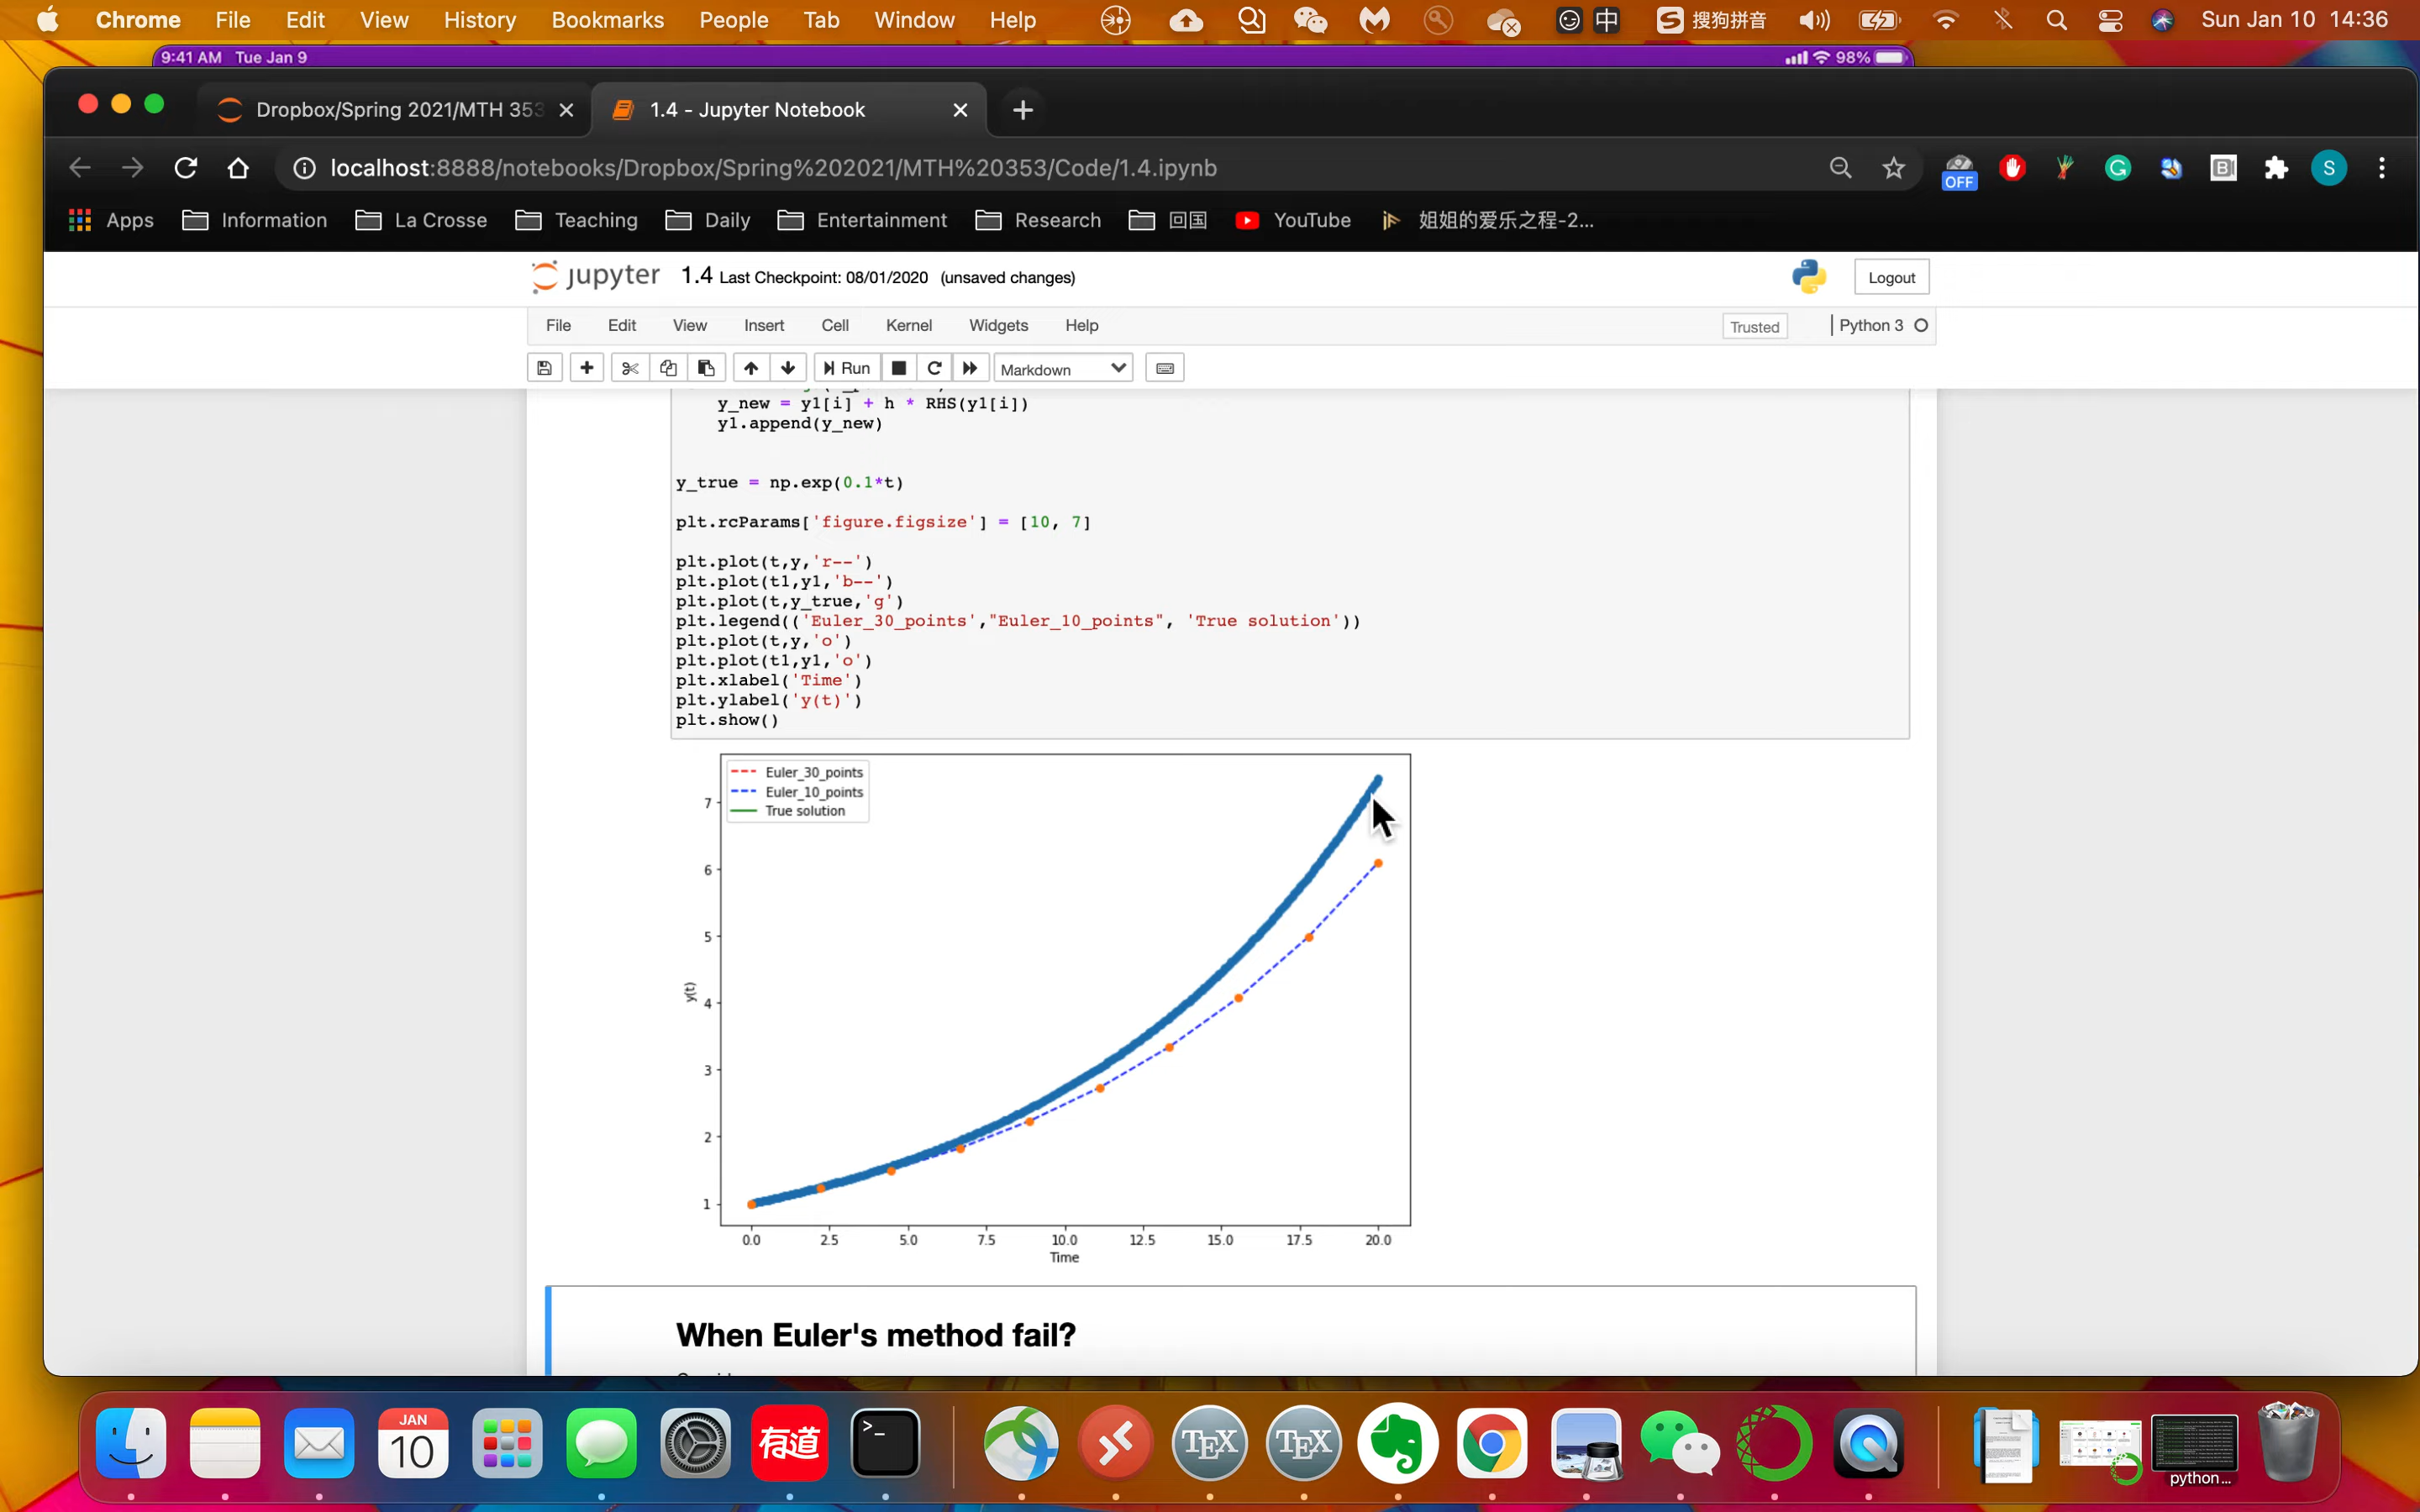 Chrome File Edit View History Bookmarks People Tab Window Help 中 S 搜狗拼音 Sun Jan 10 14:36
9:41 AM Tue Jan 9 98%
Dropbox/Spring 2021/MTH 353 1.4 - Jupyter Notebook
localhost:8888/notebooks/Dropbox/Spring%202021/MTH%20353/Code/1.4.ipynb OFF G B S
Apps Information La Crosse Teaching Daily Entertainment Research 回国 YouTube 姐姐的爱乐之程-2...
jupyter 1.4 Last Checkpoint: 08/01/2020 (unsaved changes) Logout
File Edit View Insert Cell Kernel Widgets Help Trusted Python 3
Run Markdown
y_new = y1[i] + h * RHS(y1[i])
y1.append(y_new)
y_true = np.exp(0.1*t)
plt.rcParams['figure.figsize'] = [10, 7]
plt.plot(t,y,'r--')
plt.plot(t1,y1,'b--')
plt.plot(t,y_true,'g')
plt.legend(('Euler_30_points',"Euler_10_points", 'True solution'))
plt.plot(t,y,'o')
plt.plot(t1,y1,'o')
plt.xlabel('Time')
plt.ylabel('y(t)')
plt.show()
Euler_30_points
Euler_10_points
True solution
7
6
5
4
3
2
1
y(t)
0.0 2.5 5.0 7.5 10.0 12.5 15.0 17.5 20.0
Time
When Euler's method fail?
JAN
10
有道
>_
TEX
TEX
python...